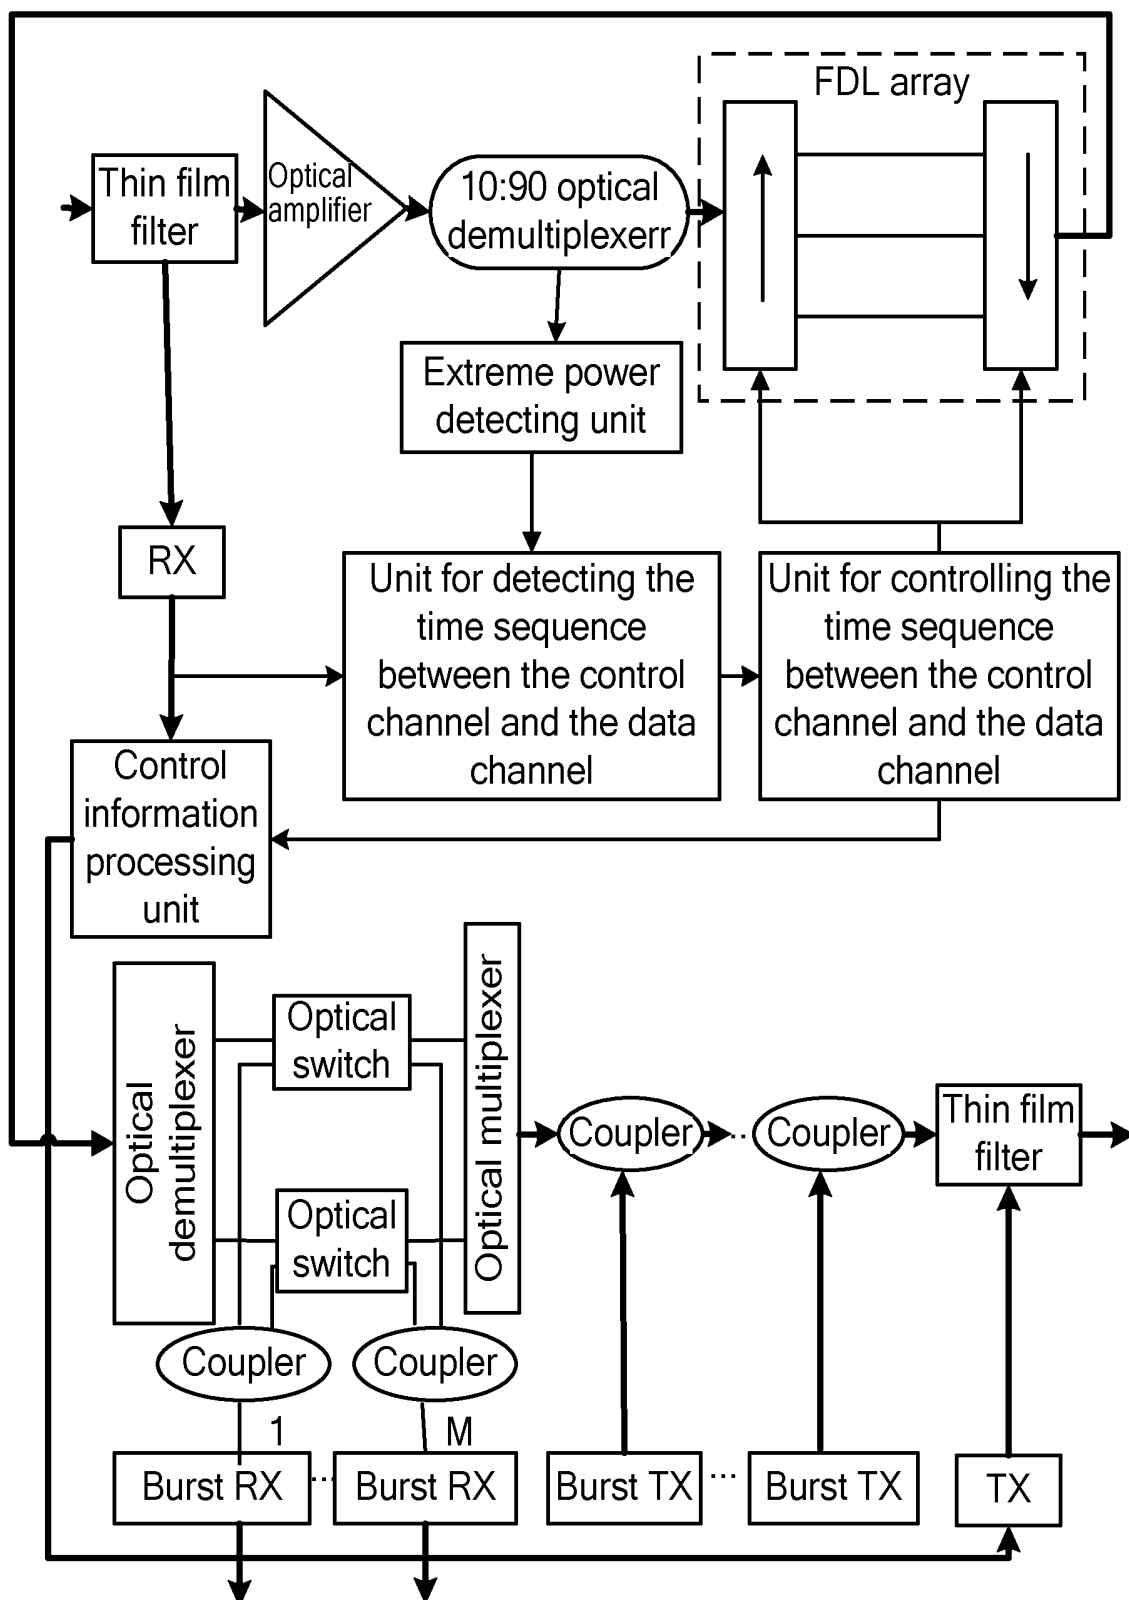 FDL array
Thin film
filter
Optical
amplifier
10:90 optical
demultiplexerr
Extreme power
detecting unit
RX
Unit for detecting the
time sequence
between the control
channel and the data
channel
Unit for controlling the
time sequence
between the control
channel and the data
channel
Control
information
processing
unit
Optical
demultiplexer
Optical
switch
Optical
switch
Optical multiplexer
Coupler
..
Coupler
Thin film
filter
Coupler
Coupler
1
M
Burst RX
...
Burst RX
Burst TX
...
Burst TX
TX